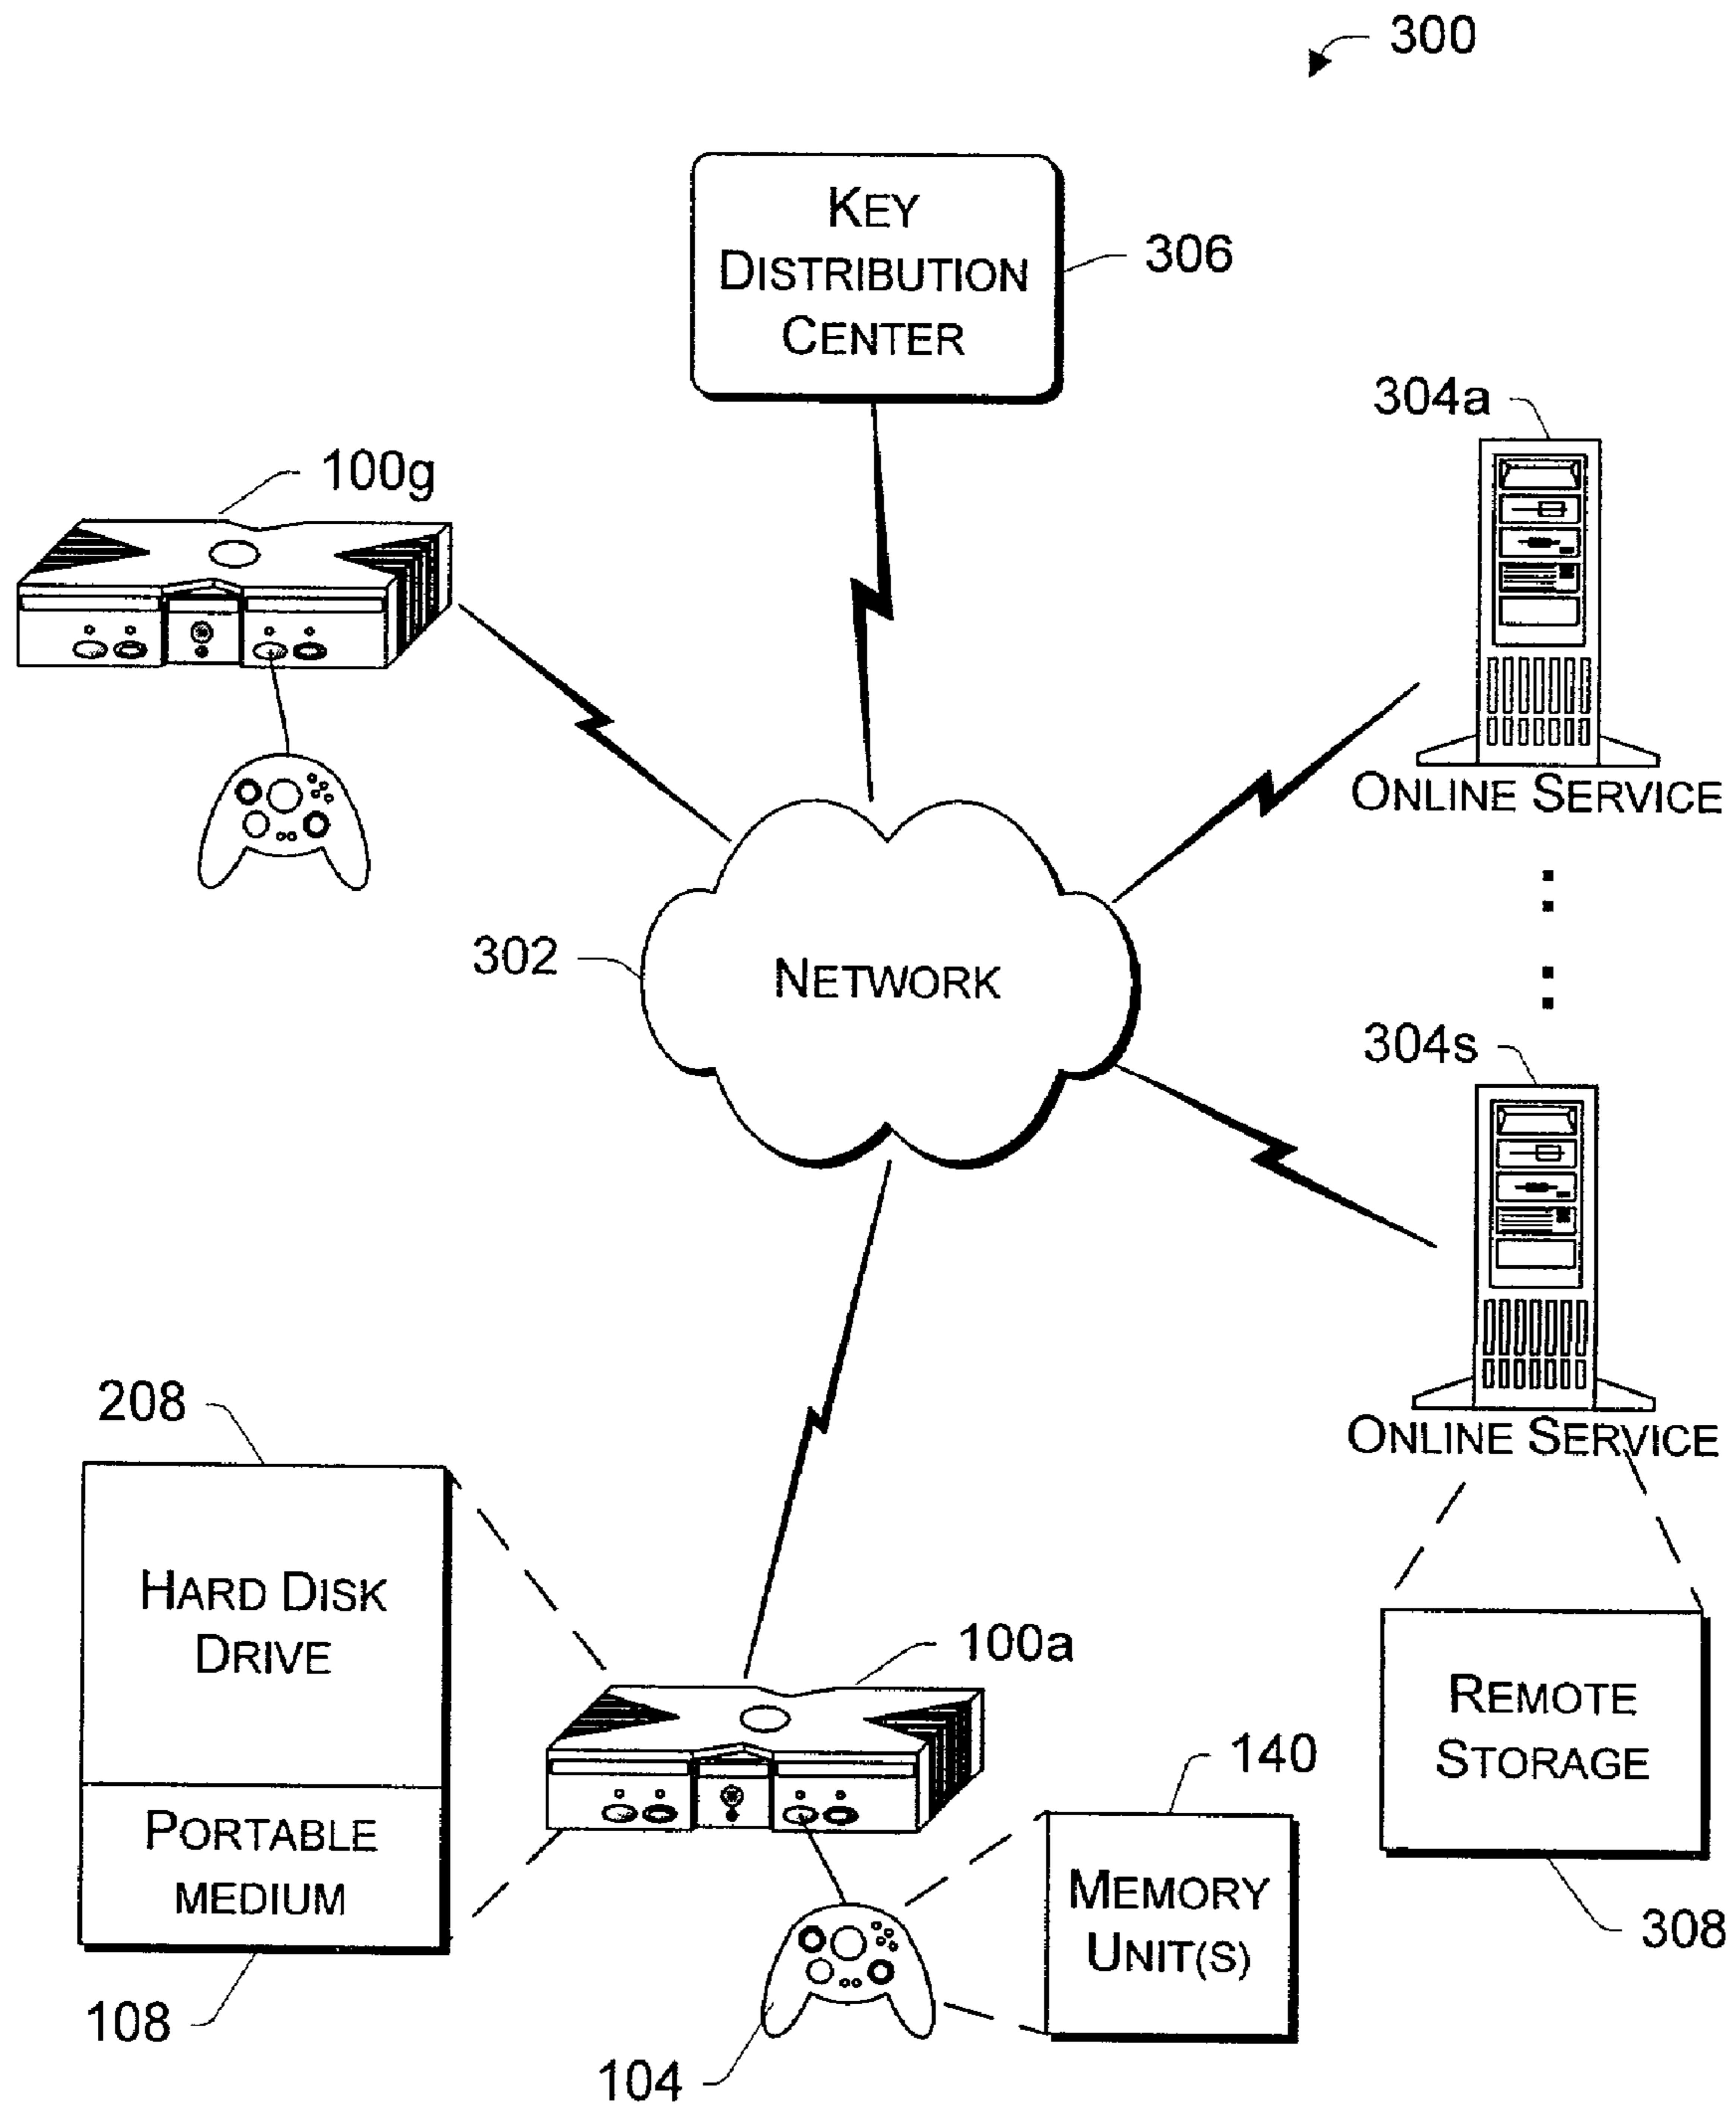 300
KEY
DISTRIBUTION
CENTER
306
304a
100g
ONLINE SERVICE
302
NETWORK
304s
208
ONLINE SERVICE
HARD DISK
DRIVE
100a
REMOTE
STORAGE
140
PORTABLE
MEDIUM
MEMORY
UNIT(S)
308
108
104